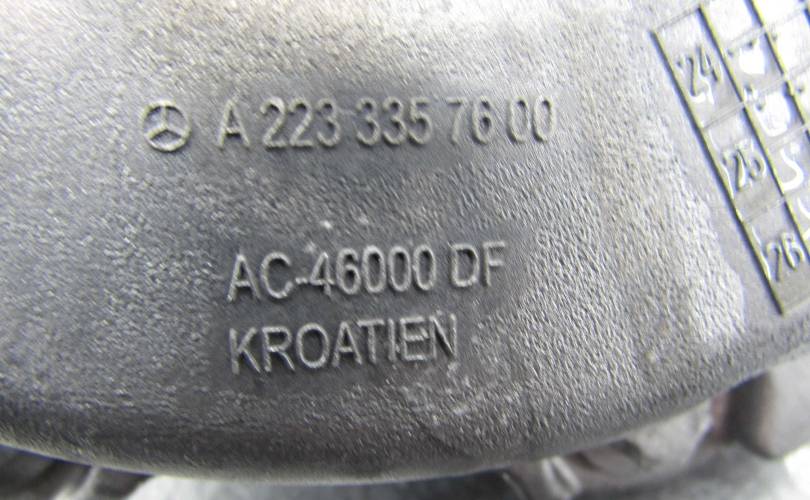 A 223 335 76 00
AC-46000 DF
KROATIEN
24
25
26